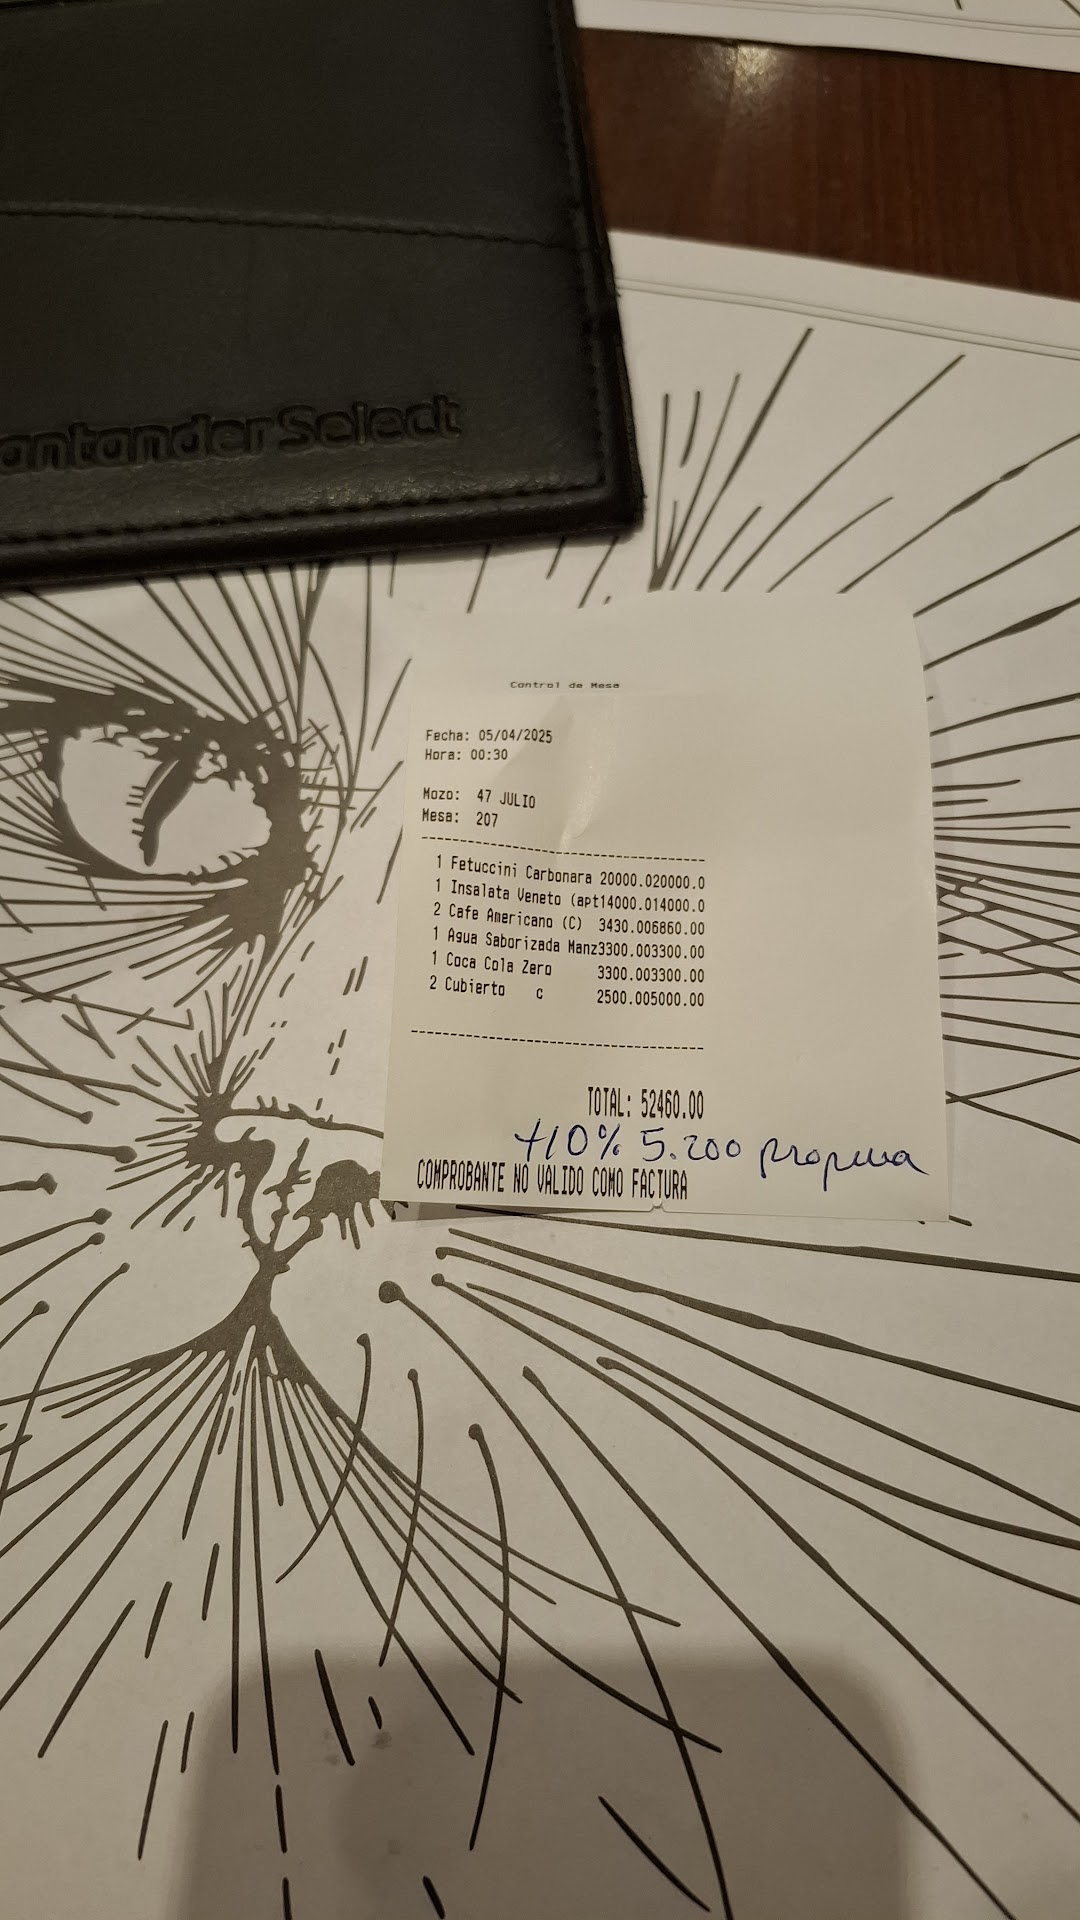 antanderSelect
Control de Mesa
Fecha: 05/04/2025
Hora: 00:30
Mozo: 47 JULIO
Mesa: 207
1 Fetuccini Carbonara 20000.020000.0
1 Insalata Veneto (apt14000.014000.0
2 Cafe Americano (C) 3430.006860.00
1 Agua Saborizada Manz3300.003300.00
1 Coca Cola Zero 3300.003300.00
2 Cubierto c 2500.005000.00
TOTAL: 52460.00
+10% 5.200 propina
COMPROBANTE NO VALIDO COMO FACTURA